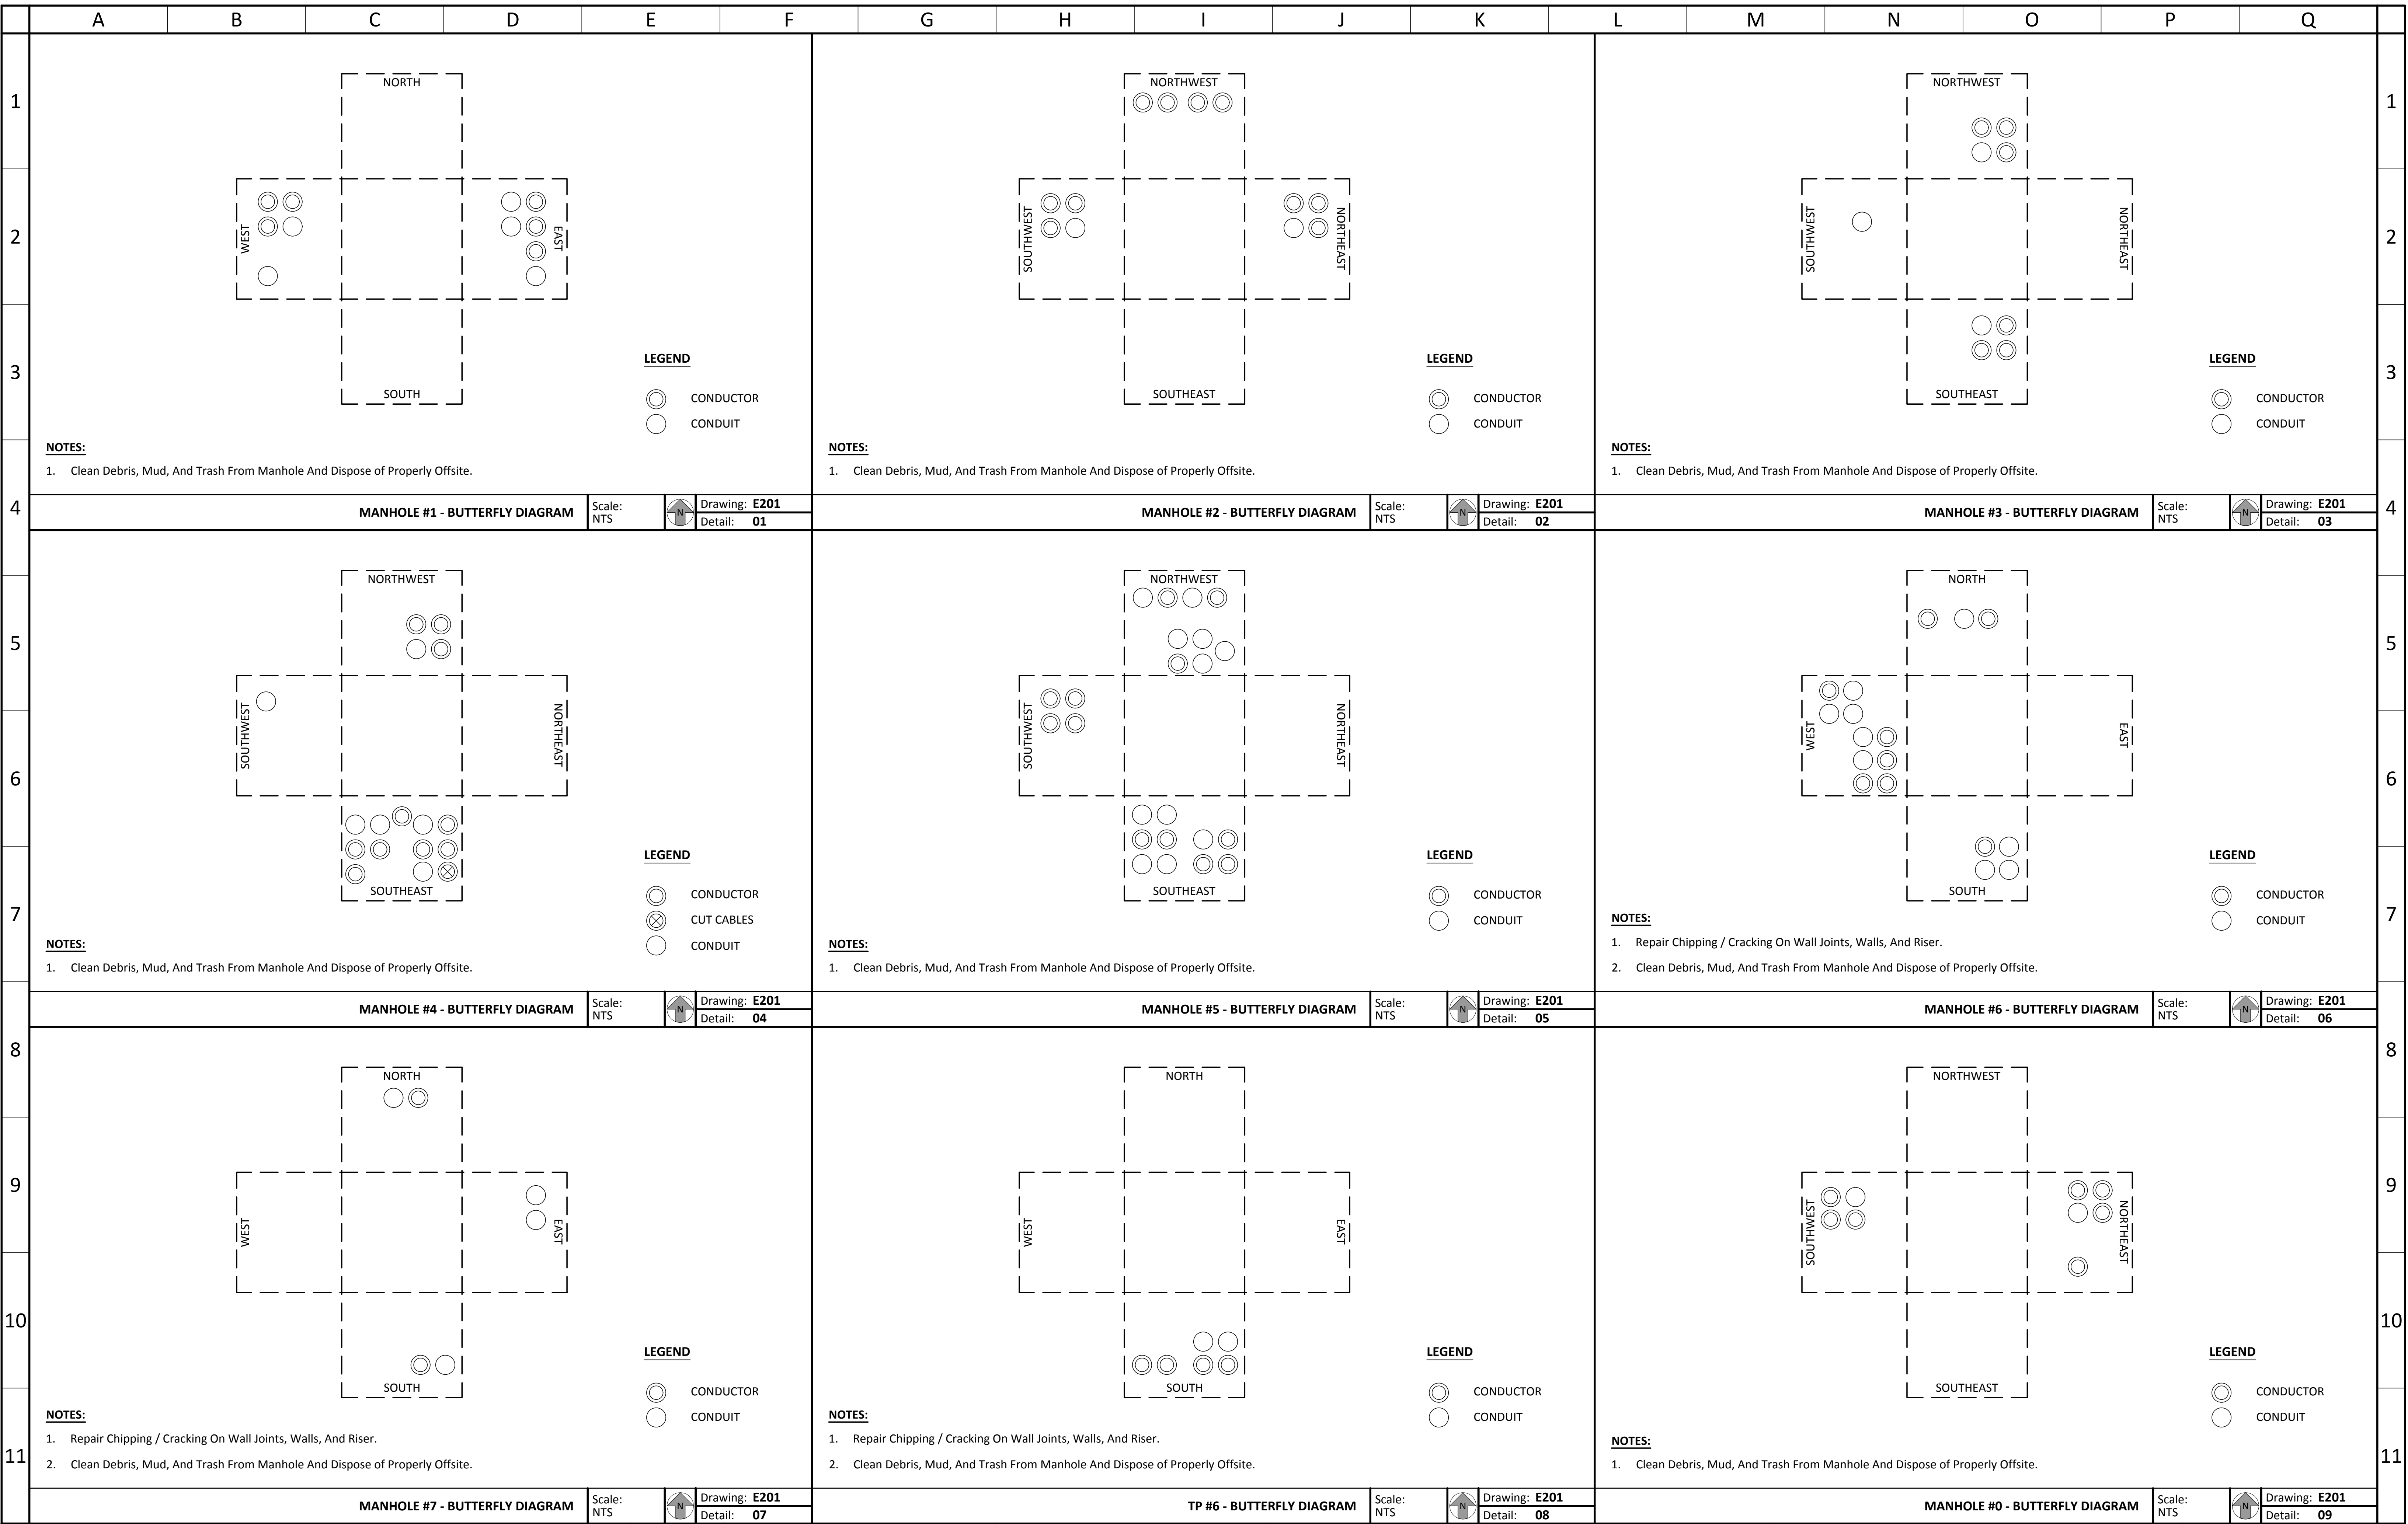 A B C D E F G H I J K L M N O P Q
1
2
3
4
5
6
7
8
9
10
11
1
2
3
4
5
6
7
8
9
10
11
NORTH
WEST
EAST
SOUTH
LEGEND
CONDUCTOR
CONDUIT
NOTES:
1. Clean Debris, Mud, And Trash From Manhole And Dispose of Properly Offsite.
MANHOLE #1 - BUTTERFLY DIAGRAM
Scale:
NTS
N
Drawing: E201
Detail: 01
NORTHWEST
SOUTHWEST
NORTHEAST
SOUTHEAST
LEGEND
CONDUCTOR
CONDUIT
NOTES:
1. Clean Debris, Mud, And Trash From Manhole And Dispose of Properly Offsite.
MANHOLE #2 - BUTTERFLY DIAGRAM
Scale:
NTS
N
Drawing: E201
Detail: 02
NORTHWEST
SOUTHWEST
NORTHEAST
SOUTHEAST
LEGEND
CONDUCTOR
CONDUIT
NOTES:
1. Clean Debris, Mud, And Trash From Manhole And Dispose of Properly Offsite.
MANHOLE #3 - BUTTERFLY DIAGRAM
Scale:
NTS
N
Drawing: E201
Detail: 03
NORTHWEST
SOUTHWEST
NORTHEAST
SOUTHEAST
LEGEND
CONDUCTOR
CUT CABLES
CONDUIT
NOTES:
1. Clean Debris, Mud, And Trash From Manhole And Dispose of Properly Offsite.
MANHOLE #4 - BUTTERFLY DIAGRAM
Scale:
NTS
N
Drawing: E201
Detail: 04
NORTHWEST
SOUTHWEST
NORTHEAST
SOUTHEAST
LEGEND
CONDUCTOR
CONDUIT
NOTES:
1. Clean Debris, Mud, And Trash From Manhole And Dispose of Properly Offsite.
MANHOLE #5 - BUTTERFLY DIAGRAM
Scale:
NTS
N
Drawing: E201
Detail: 05
NORTH
WEST
EAST
SOUTH
LEGEND
CONDUCTOR
CONDUIT
NOTES:
1. Repair Chipping / Cracking On Wall Joints, Walls, And Riser.
2. Clean Debris, Mud, And Trash From Manhole And Dispose of Properly Offsite.
MANHOLE #6 - BUTTERFLY DIAGRAM
Scale:
NTS
N
Drawing: E201
Detail: 06
NORTH
WEST
EAST
SOUTH
LEGEND
CONDUCTOR
CONDUIT
NOTES:
1. Repair Chipping / Cracking On Wall Joints, Walls, And Riser.
2. Clean Debris, Mud, And Trash From Manhole And Dispose of Properly Offsite.
MANHOLE #7 - BUTTERFLY DIAGRAM
Scale:
NTS
N
Drawing: E201
Detail: 07
NORTH
WEST
EAST
SOUTH
LEGEND
CONDUCTOR
CONDUIT
NOTES:
1. Repair Chipping / Cracking On Wall Joints, Walls, And Riser.
2. Clean Debris, Mud, And Trash From Manhole And Dispose of Properly Offsite.
TP #6 - BUTTERFLY DIAGRAM
Scale:
NTS
N
Drawing: E201
Detail: 08
NORTHWEST
SOUTHWEST
NORTHEAST
SOUTHEAST
LEGEND
CONDUCTOR
CONDUIT
NOTES:
1. Clean Debris, Mud, And Trash From Manhole And Dispose of Properly Offsite.
MANHOLE #0 - BUTTERFLY DIAGRAM
Scale:
NTS
N
Drawing: E201
Detail: 09